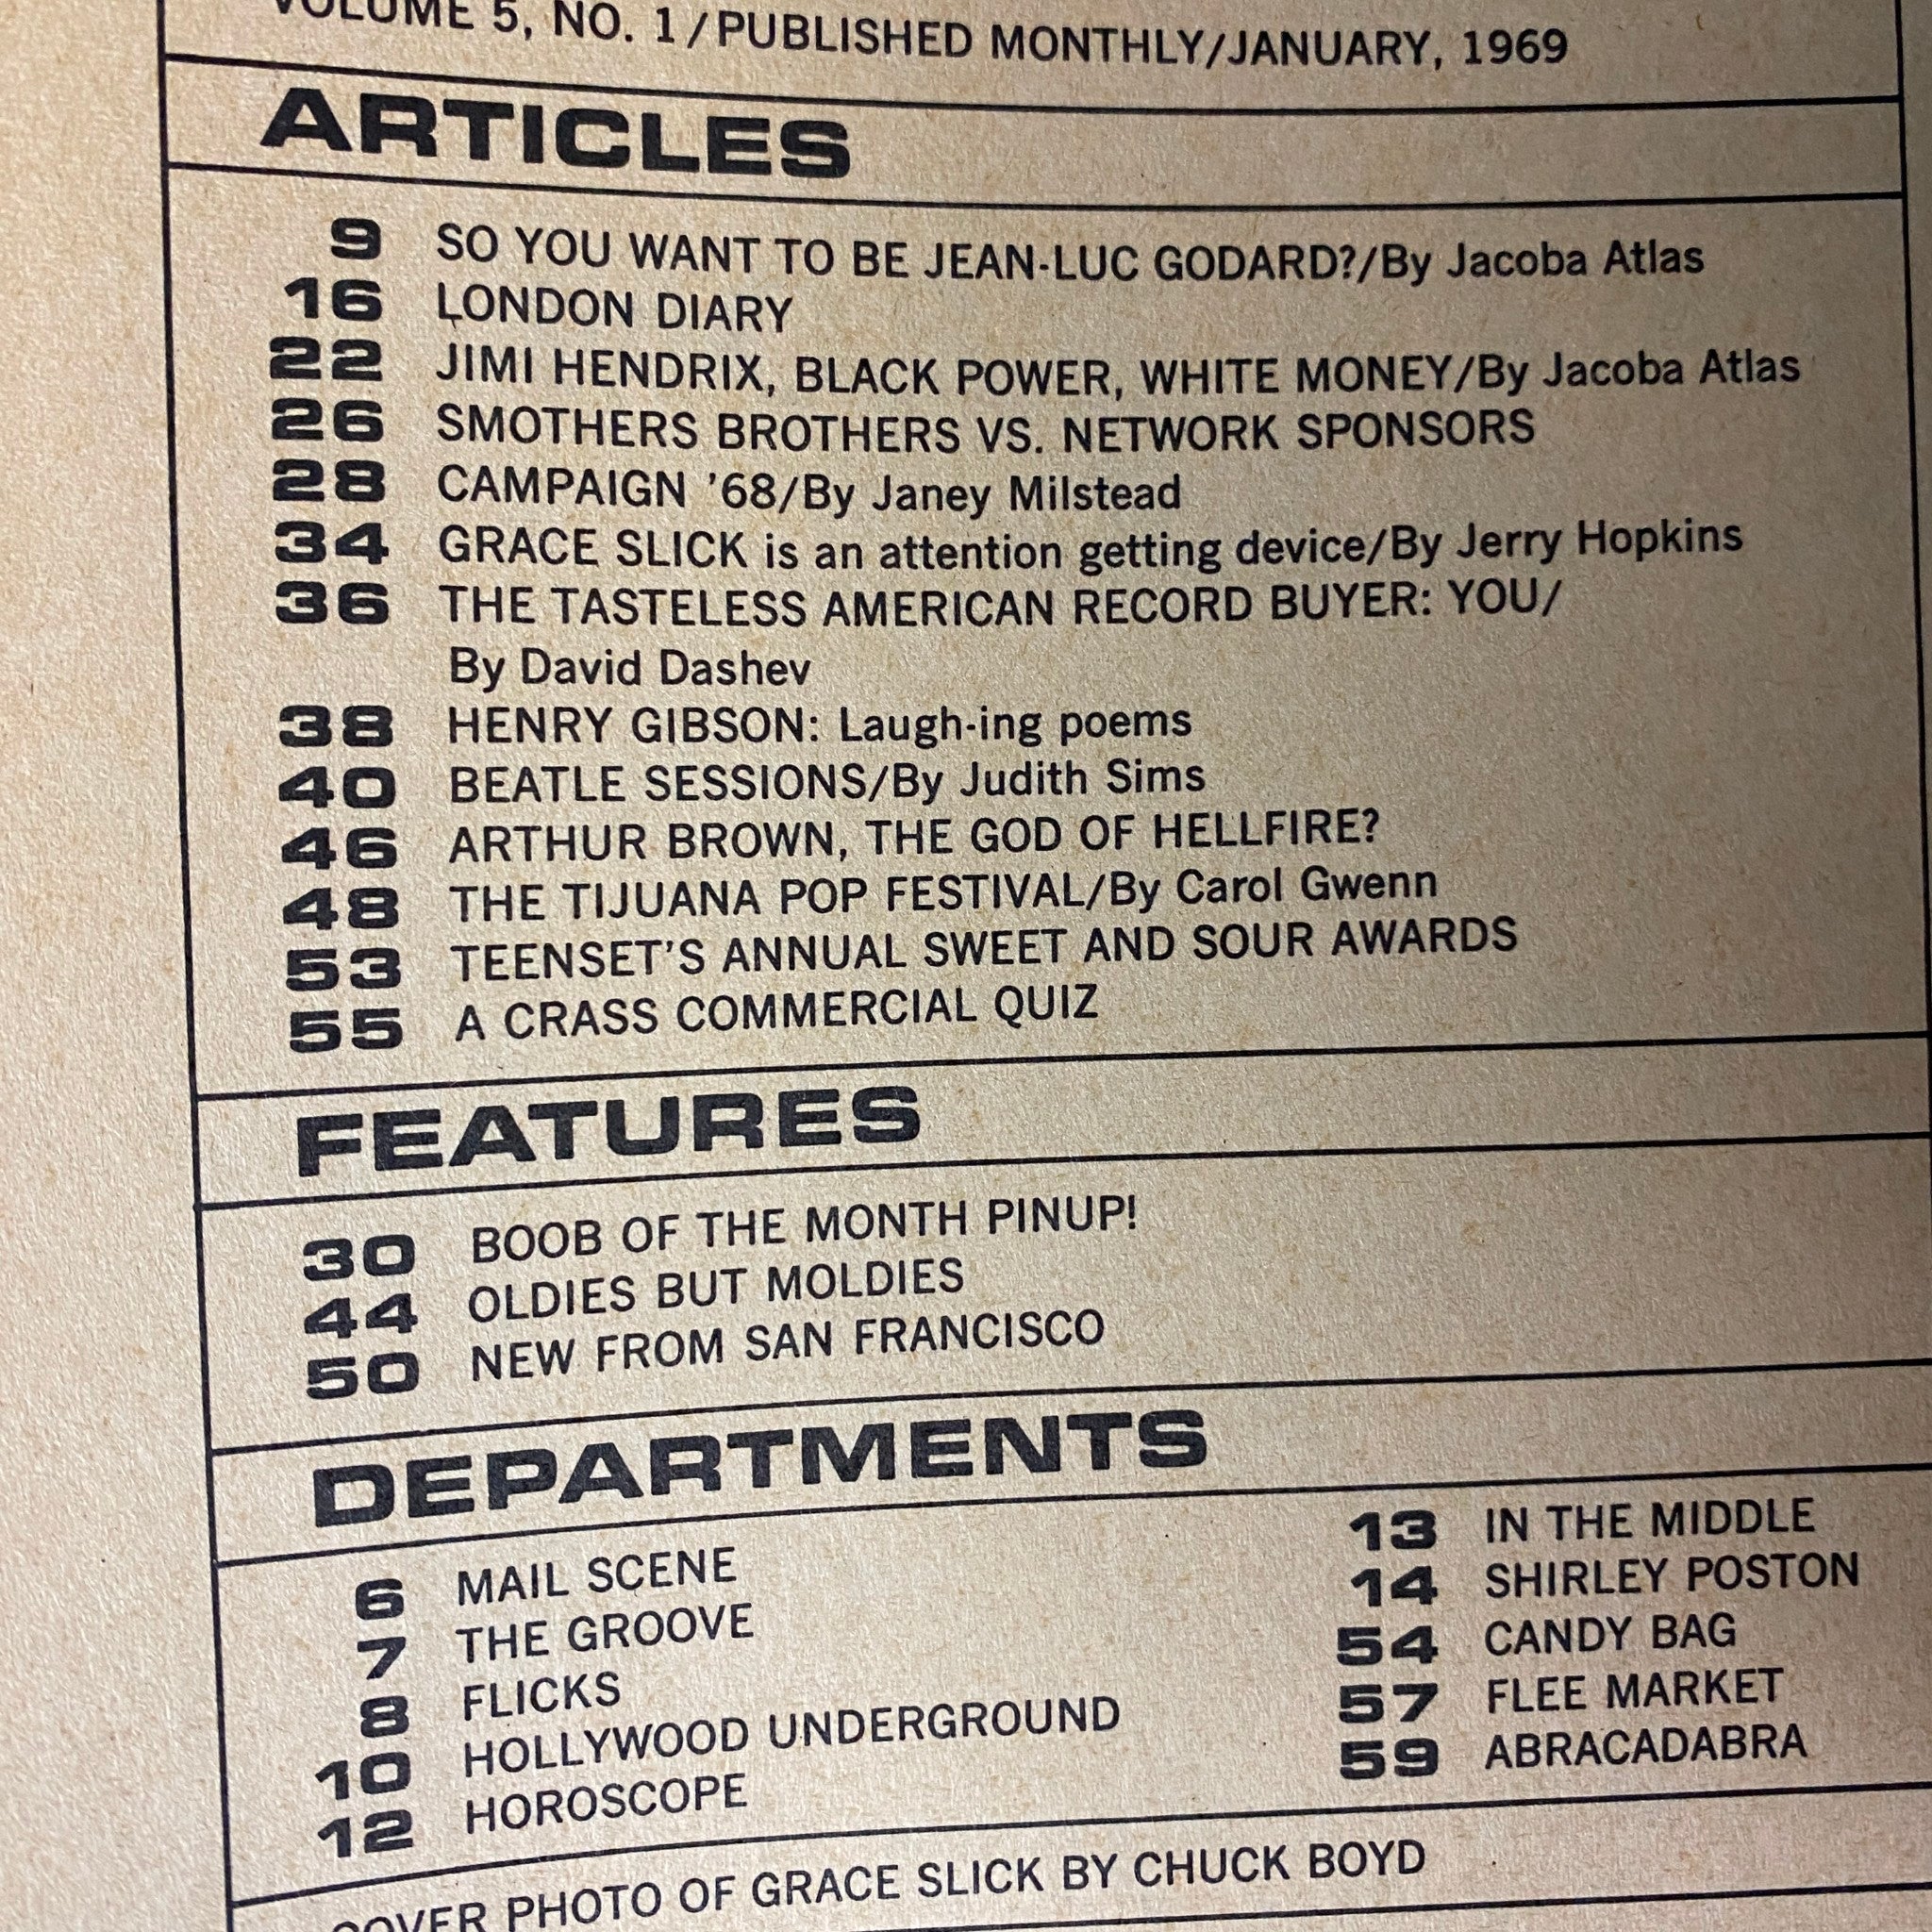 VOLUME 5, NO. 1/PUBLISHED MONTHLY/JANUARY, 1969
ARTICLES
9 SO YOU WANT TO BE JEAN-LUC GODARD?/By Jacoba Atlas
16 LONDON DIARY
22 JIMI HENDRIX, BLACK POWER, WHITE MONEY/By Jacoba Atlas
26 SMOTHERS BROTHERS VS. NETWORK SPONSORS
28 CAMPAIGN '68/By Janey Milstead
34 GRACE SLICK is an attention getting device/By Jerry Hopkins
36 THE TASTELESS AMERICAN RECORD BUYER: YOU/
By David Dashev
38 HENRY GIBSON: Laugh-ing poems
40 BEATLE SESSIONS/By Judith Sims
46 ARTHUR BROWN, THE GOD OF HELLFIRE?
48 THE TIJUANA POP FESTIVAL/By Carol Gwenn
53 TEENSET'S ANNUAL SWEET AND SOUR AWARDS
55 A CRASS COMMERCIAL QUIZ
FEATURES
30 BOOB OF THE MONTH PINUP!
44 OLDIES BUT MOLDIES
50 NEW FROM SAN FRANCISCO
DEPARTMENTS
6 MAIL SCENE
7 THE GROOVE
8 FLICKS
10 HOLLYWOOD UNDERGROUND
12 HOROSCOPE
13 IN THE MIDDLE
14 SHIRLEY POSTON
54 CANDY BAG
57 FLEE MARKET
59 ABRACADABRA
COVER PHOTO OF GRACE SLICK BY CHUCK BOYD